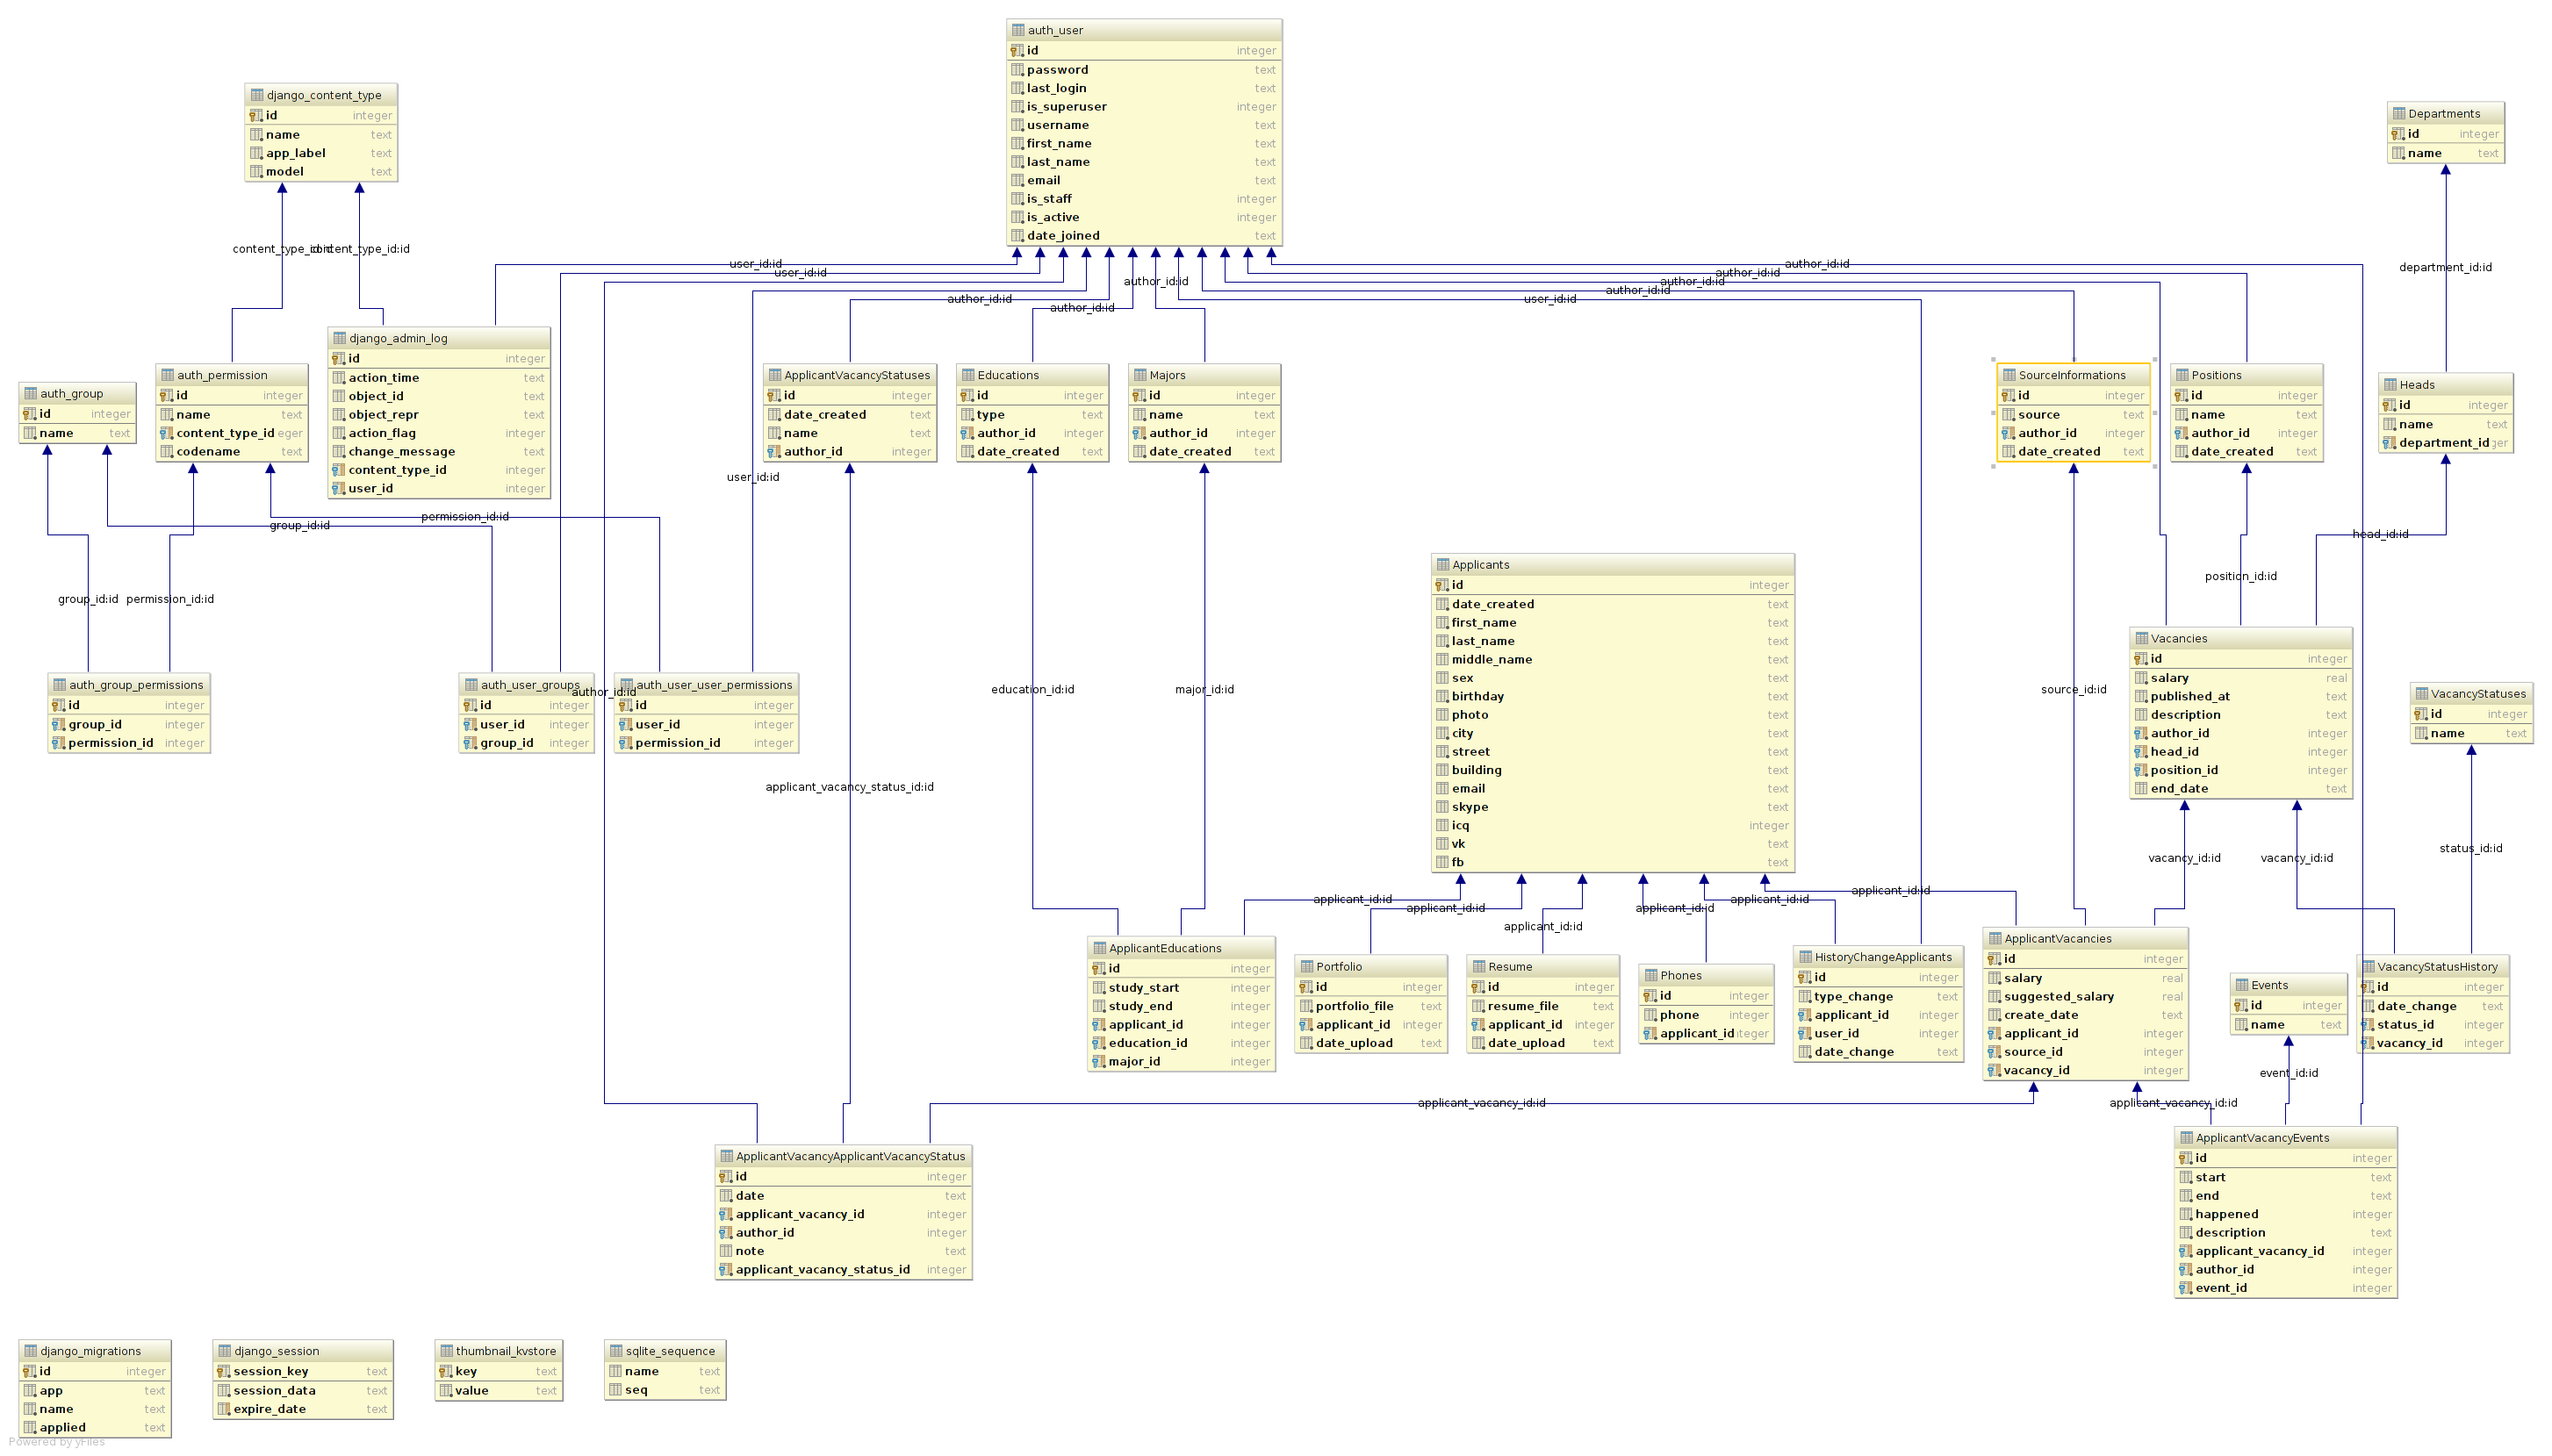 auth_user
id integer
password text
last_login text
is_superuser integer
username text
first_name text
last_name text
email text
is_staff integer
is_active integer
date_joined text
django_content_type
id integer
name text
app_label text
model text
Departments
id integer
name text
content_type_id:id
content_type_id:id
user_id:id
user_id:id
author_id:id
author_id:id
author_id:id
user_id:id
author_id:id
author_id:id
author_id:id
author_id:id
department_id:id
auth_group
id integer
name text
auth_permission
id integer
name text
content_type_id eger
codename text
django_admin_log
id integer
action_time text
object_id text
object_repr text
action_flag integer
change_message text
content_type_id integer
user_id integer
ApplicantVacancyStatuses
id integer
date_created text
name text
author_id integer
Educations
id integer
type text
author_id integer
date_created text
Majors
id integer
name text
author_id integer
date_created text
SourceInformations
id integer
source text
author_id integer
date_created text
Positions
id integer
name text
author_id integer
date_created text
Heads
id integer
name text
department_id ger
user_id:id
permission_id:id
group_id:id
head_id:id
position_id:id
group_id:id
permission_id:id
Applicants
id integer
date_created text
first_name text
last_name text
middle_name text
sex text
birthday text
photo text
city text
street text
building text
email text
skype text
icq integer
vk text
fb text
Vacancies
id integer
salary real
published_at text
description text
author_id integer
head_id integer
position_id integer
end_date text
VacancyStatuses
id integer
name text
auth_group_permissions
id integer
group_id integer
permission_id integer
auth_user_groups
id integer
user_id integer
group_id integer
author_id:id
auth_user_user_permissions
id integer
user_id integer
permission_id integer
education_id:id
major_id:id
source_id:id
applicant_vacancy_status_id:id
vacancy_id:id
vacancy_id:id
status_id:id
applicant_id:id
applicant_id:id
applicant_id:id
applicant_id:id
applicant_id:id
applicant_id:id
ApplicantEducations
id integer
study_start integer
study_end integer
applicant_id integer
education_id integer
major_id integer
Portfolio
id integer
portfolio_file text
applicant_id integer
date_upload text
Resume
id integer
resume_file text
applicant_id integer
date_upload text
Phones
id integer
phone integer
applicant_id teger
HistoryChangeApplicants
id integer
type_change text
applicant_id integer
user_id integer
date_change text
ApplicantVacancies
id integer
salary real
suggested_salary real
create_date text
applicant_id integer
source_id integer
vacancy_id integer
Events
id integer
name text
VacancyStatusHistory
id integer
date_change text
status_id integer
vacancy_id integer
event_id:id
applicant_vacancy_id:id
applicant_vacancy_id:id
ApplicantVacancyApplicantVacancyStatus
id integer
date text
applicant_vacancy_id integer
author_id integer
note text
applicant_vacancy_status_id integer
ApplicantVacancyEvents
id integer
start text
end text
happened integer
description text
applicant_vacancy_id integer
author_id integer
event_id integer
django_migrations
id integer
app text
name text
applied text
django_session
session_key text
session_data text
expire_date text
thumbnail_kvstore
key text
value text
sqlite_sequence
name text
seq text
Powered by yFiles